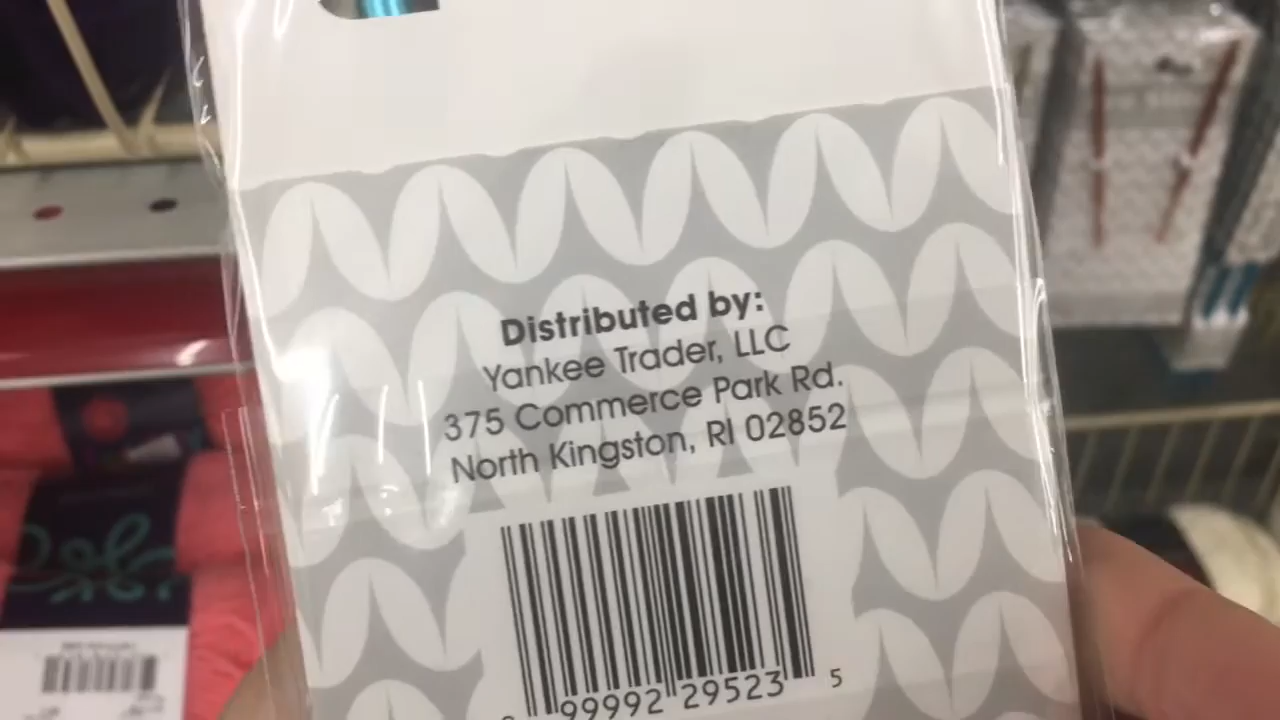 Distributed by:
Yankee Trader, LLC
375 Commerce Park Rd.
North Kingston, RI 02852
99992 29523 5